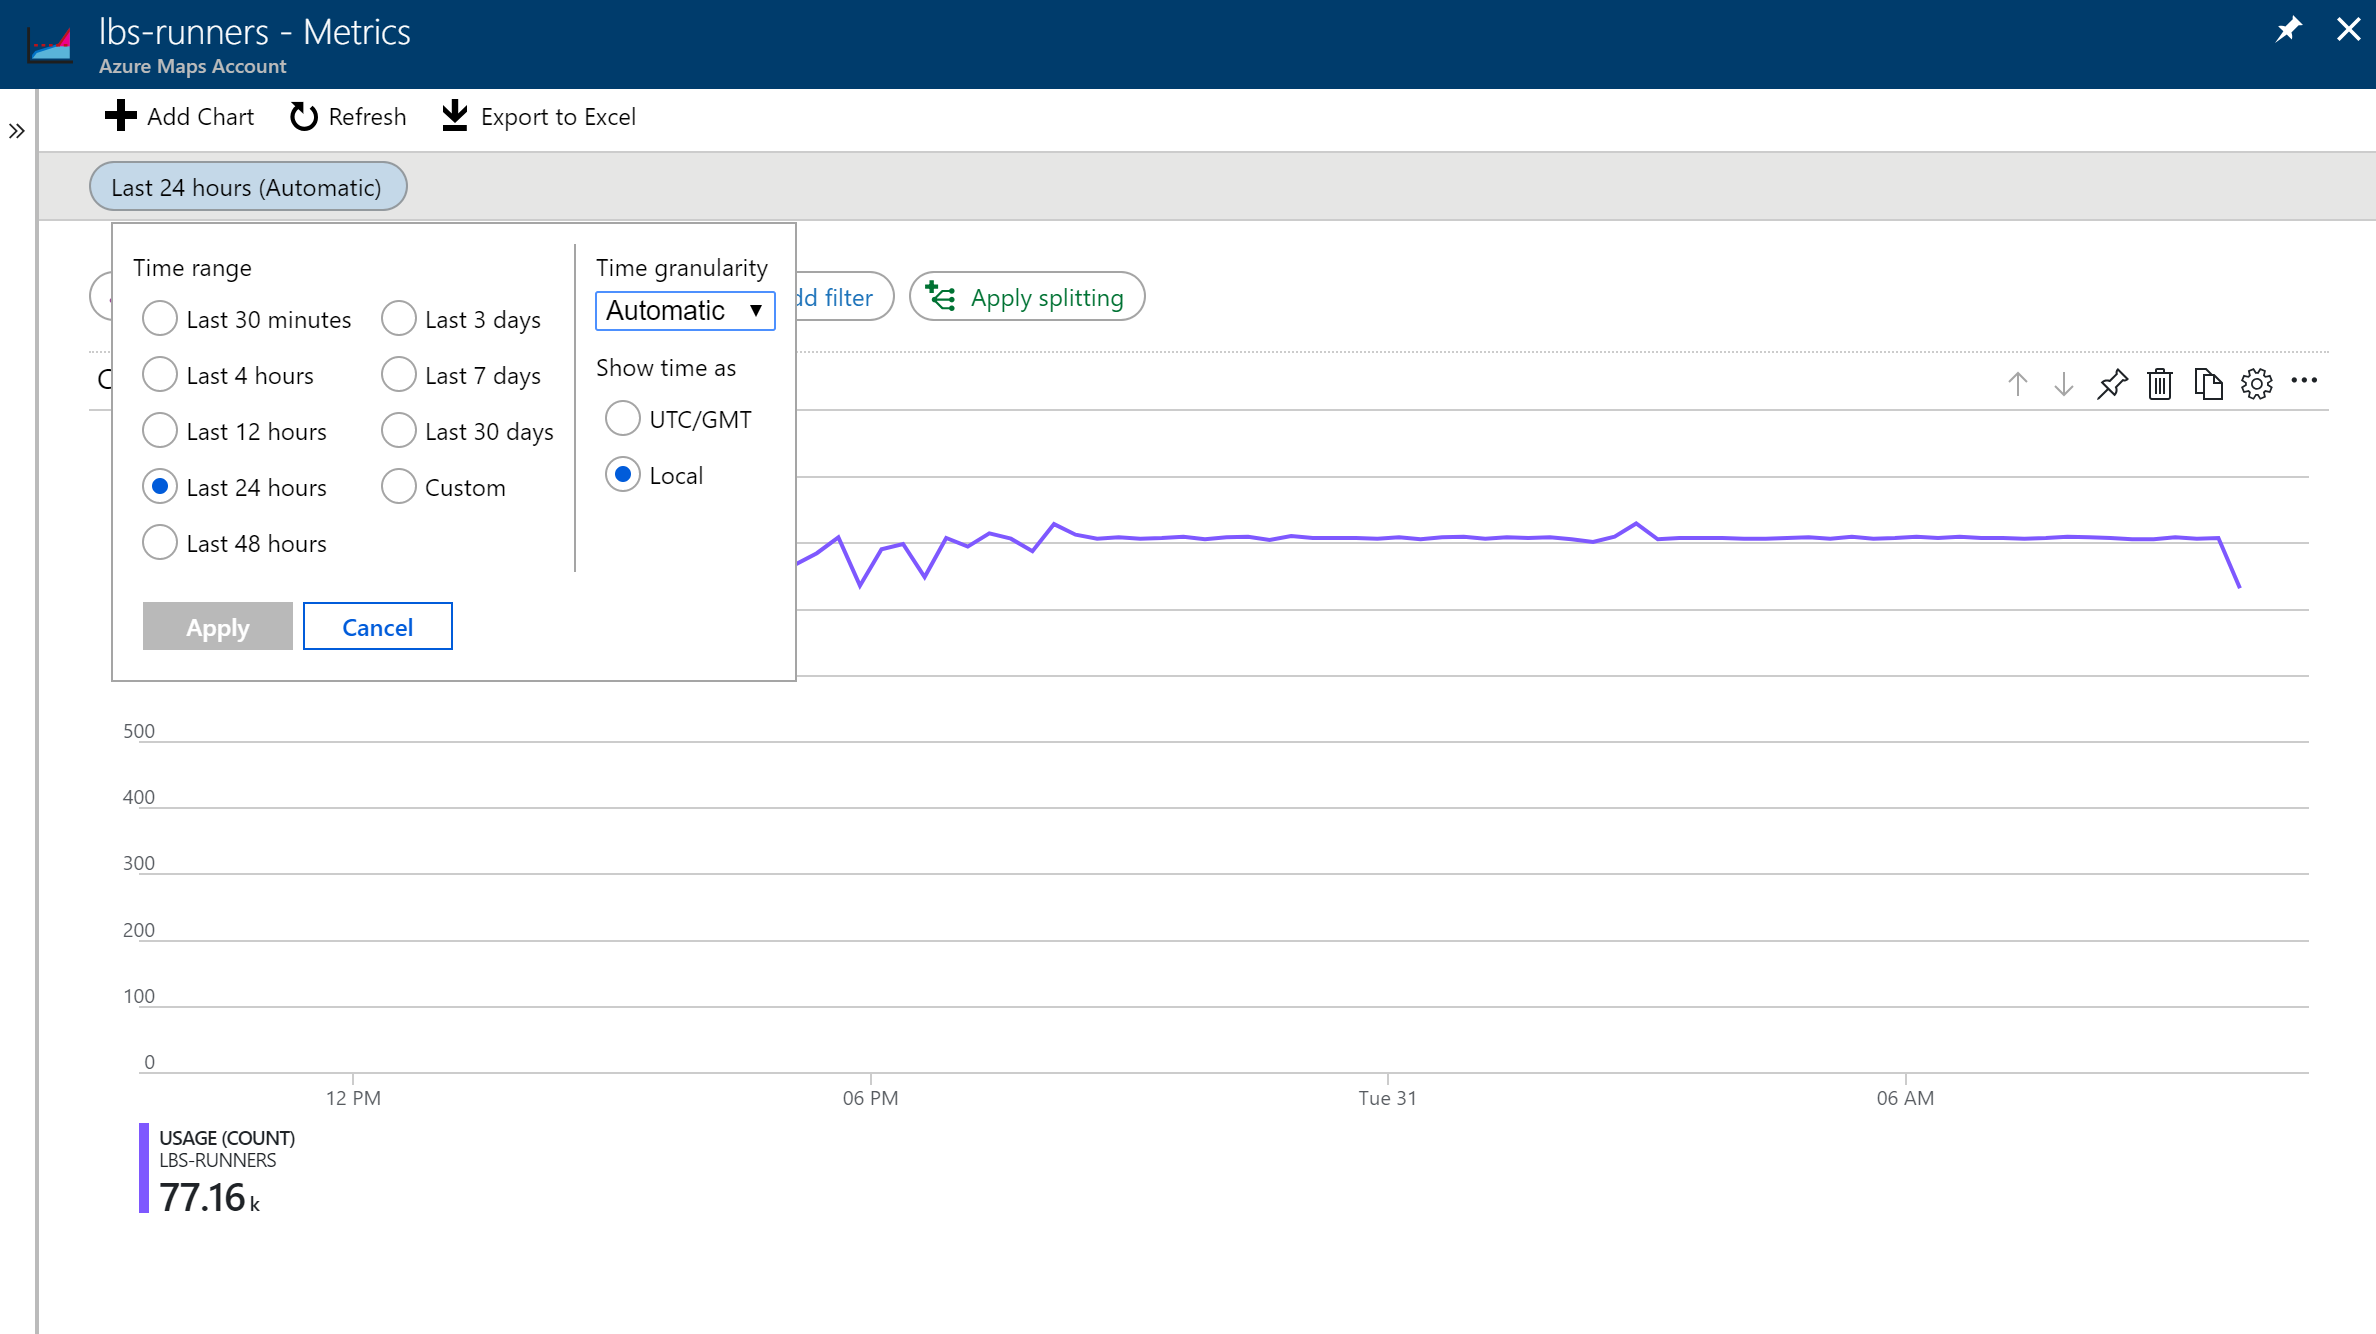 lbs-runners - Metrics
Azure Maps Account
Add Chart
Refresh
Export to Excel
Last 24 hours (Automatic)
Time range
Last 30 minutes
Last 4 hours
Last 12 hours
Last 24 hours
Last 48 hours
Last 3 days
Last 7 days
Last 30 days
Custom
Time granularity
Automatic
Show time as
UTC/GMT
Local
Apply
Cancel
dd filter
Apply splitting
500
400
300
200
100
0
12 PM
06 PM
Tue 31
06 AM
USAGE (COUNT)
LBS-RUNNERS
77.16 k